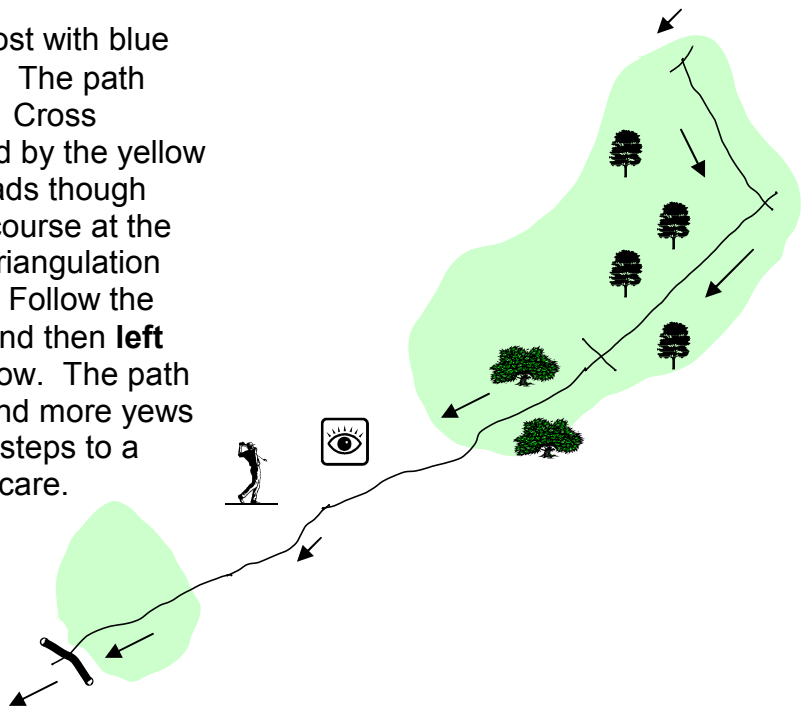 ost with blue
The path
Cross
d by the yellow
ads though
course at the
riangulation
Follow the
nd then left
ow. The path
nd more yews
steps to a
care.